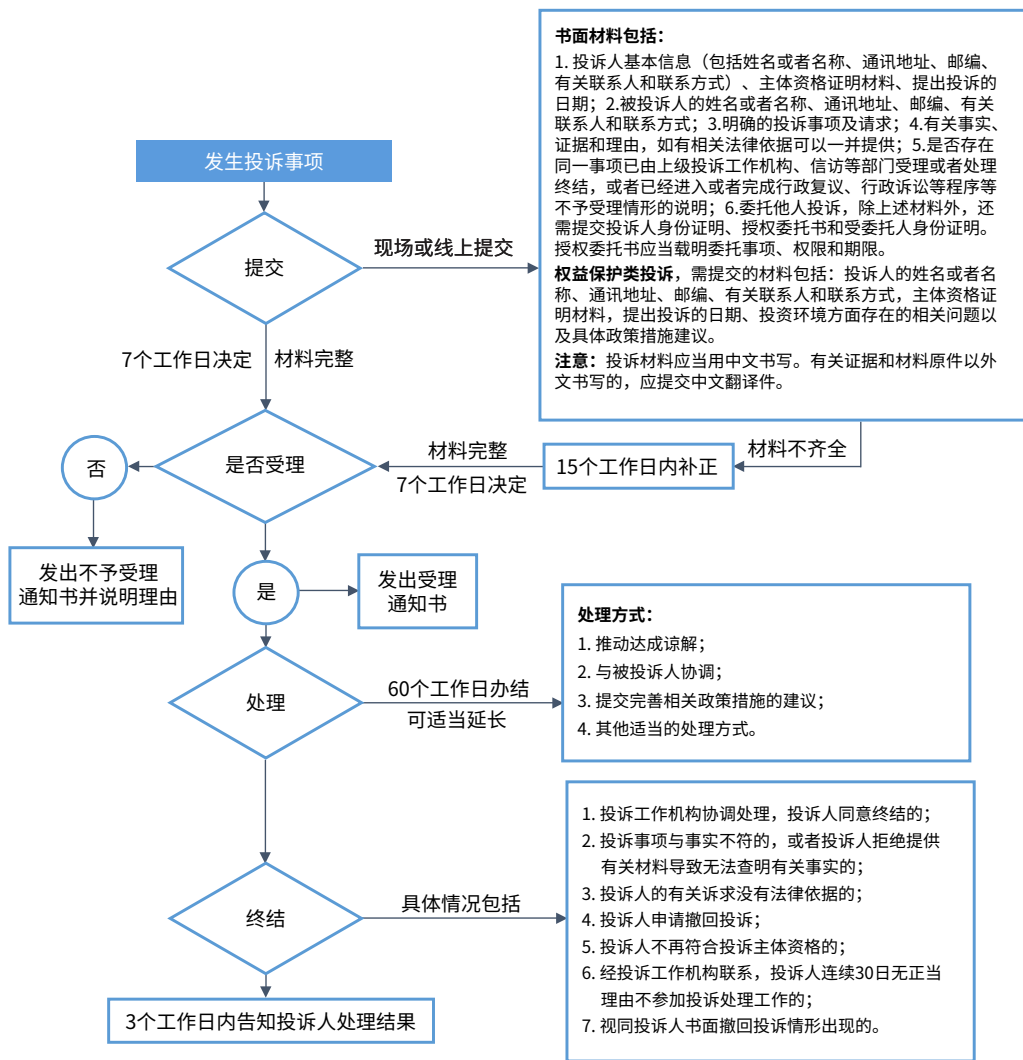 书面材料包括：
1. 投诉人基本信息（包括姓名或者名称、通讯地址、邮编、
有关联系人和联系方式）、主体资格证明材料、提出投诉的
日期；2.被投诉人的姓名或者名称、通讯地址、邮编、有关
联系人和联系方式；3.明确的投诉事项及请求；4.有关事实、
证据和理由，如有相关法律依据可以一并提供；5.是否存在
同一事项已由上级投诉工作机构、信访等部门受理或者处理
终结，或者已经进入或者完成行政复议、行政诉讼等程序等
不予受理情形的说明；6.委托他人投诉，除上述材料外，还
需提交投诉人身份证明、授权委托书和受委托人身份证明。
授权委托书应当载明委托事项、权限和期限。
权益保护类投诉，需提交的材料包括：投诉人的姓名或者名
称、通讯地址、邮编、有关联系人和联系方式，主体资格证
明材料，提出投诉的日期、投资环境方面存在的相关问题以
及具体政策措施建议。
注意：投诉材料应当用中文书写。有关证据和材料原件以外
文书写的，应提交中文翻译件。
发生投诉事项
提交
现场或线上提交
7个工作日决定
材料完整
是否受理
否
材料完整
7个工作日决定
15个工作日内补正
材料不齐全
发出不予受理
通知书并说明理由
是
发出受理
通知书
处理
60个工作日办结
可适当延长
处理方式：
1. 推动达成谅解；
2. 与被投诉人协调；
3. 提交完善相关政策措施的建议；
4. 其他适当的处理方式。
终结
具体情况包括
1. 投诉工作机构协调处理，投诉人同意终结的；
2. 投诉事项与事实不符的，或者投诉人拒绝提供
有关材料导致无法查明有关事实的；
3. 投诉人的有关诉求没有法律依据的；
4. 投诉人申请撤回投诉；
5. 投诉人不再符合投诉主体资格的；
6. 经投诉工作机构联系，投诉人连续30日无正当
理由不参加投诉处理工作的；
7. 视同投诉人书面撤回投诉情形出现的。
3个工作日内告知投诉人处理结果